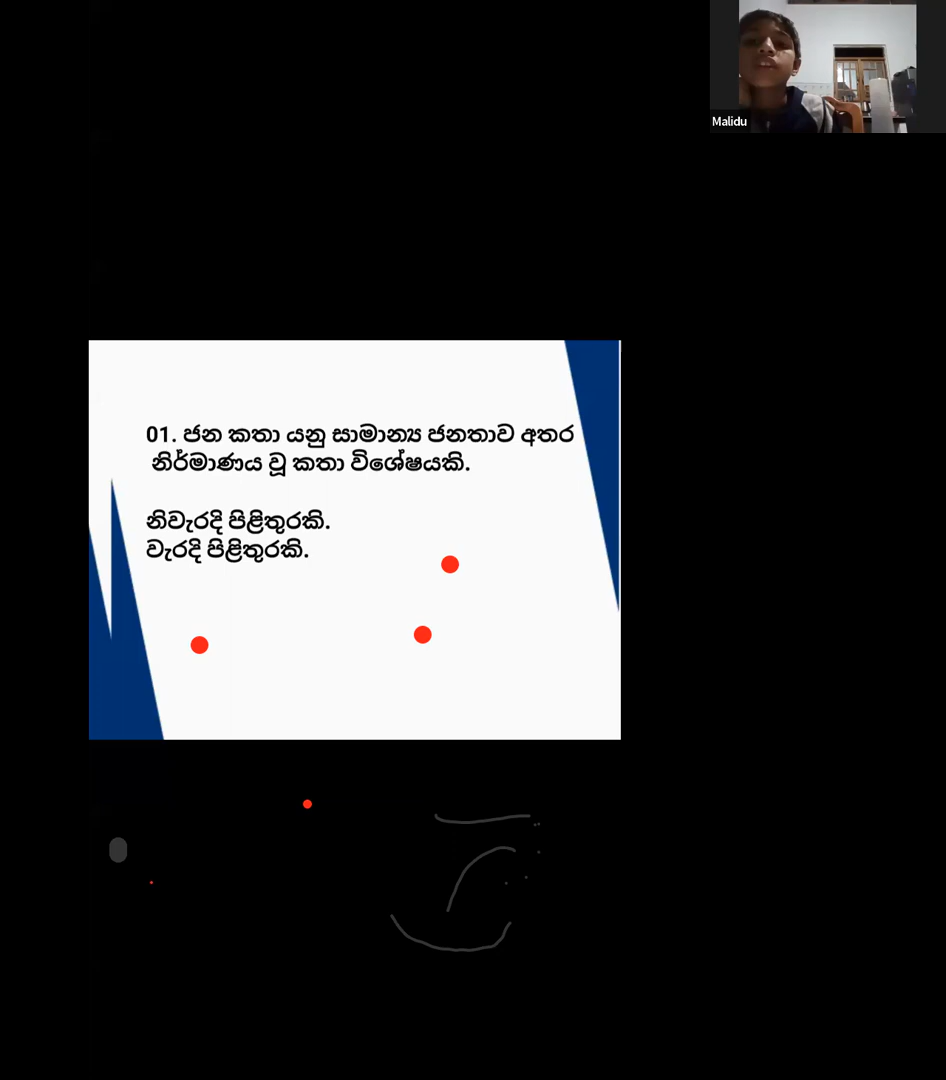 Malidu
01. ජන කතා යනු සාමාන්‍ය ජනතාව අතර
නිර්මාණය වූ කතා විශේෂයකි.
නිවැරදි පිළිතුරකි.
වැරදි පිළිතුරකි.